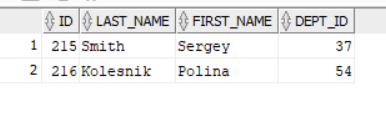 ID LAST_NAME FIRST_NAME DEPT_ID
1 215 Smith Sergey 37
2 216 Kolesnik Polina 54